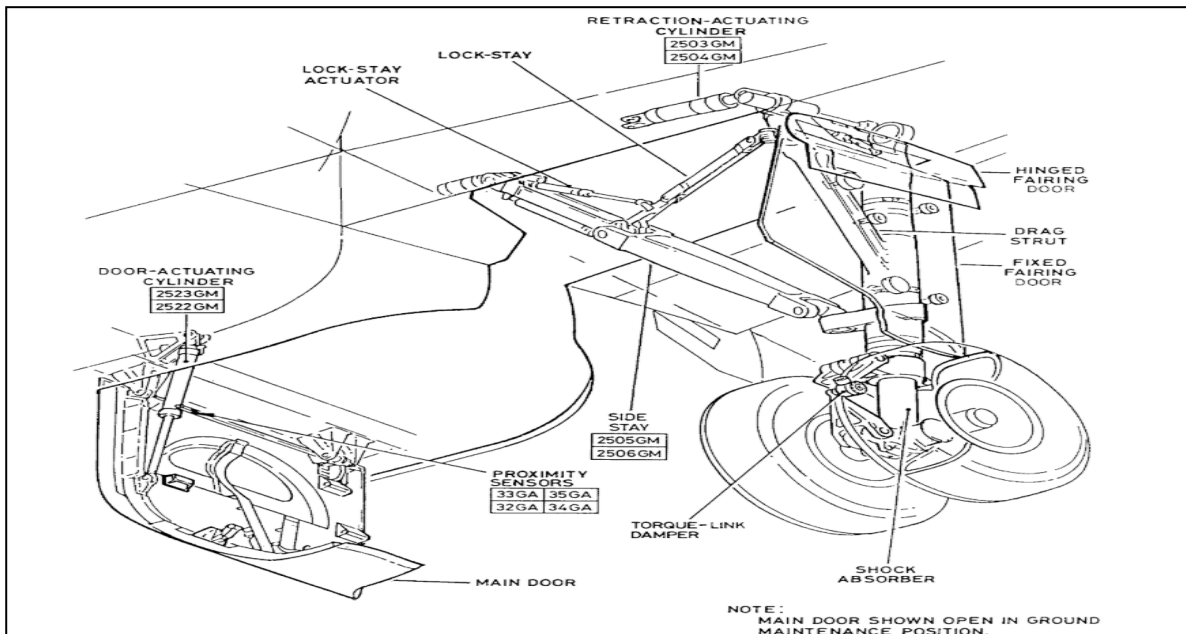 RETRACTION-ACTUATING
CYLINDER
2503GM
2504GM
LOCK-STAY
LOCK-STAY
ACTUATOR
HINGED
FAIRING
DOOR
DRAG
STRUT
FIXED
FAIRING
DOOR
DOOR-ACTUATING
CYLINDER
2523GM
2522GM
SIDE
STAY
2505GM
2506GM
PROXIMITY
SENSORS
33GA 35GA
32GA 34GA
TORQUE-LINK
DAMPER
SHOCK
ABSORBER
MAIN DOOR
NOTE:
MAIN DOOR SHOWN OPEN IN GROUND
MAINTENANCE POSITION.